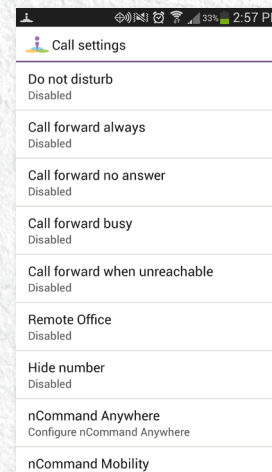 33% 2:57 P
Call settings
Do not disturb
Disabled
Call forward always
Disabled
Call forward no answer
Disabled
Call forward busy
Disabled
Call forward when unreachable
Disabled
Remote Office
Disabled
Hide number
Disabled
nCommand Anywhere
Configure nCommand Anywhere
nCommand Mobility